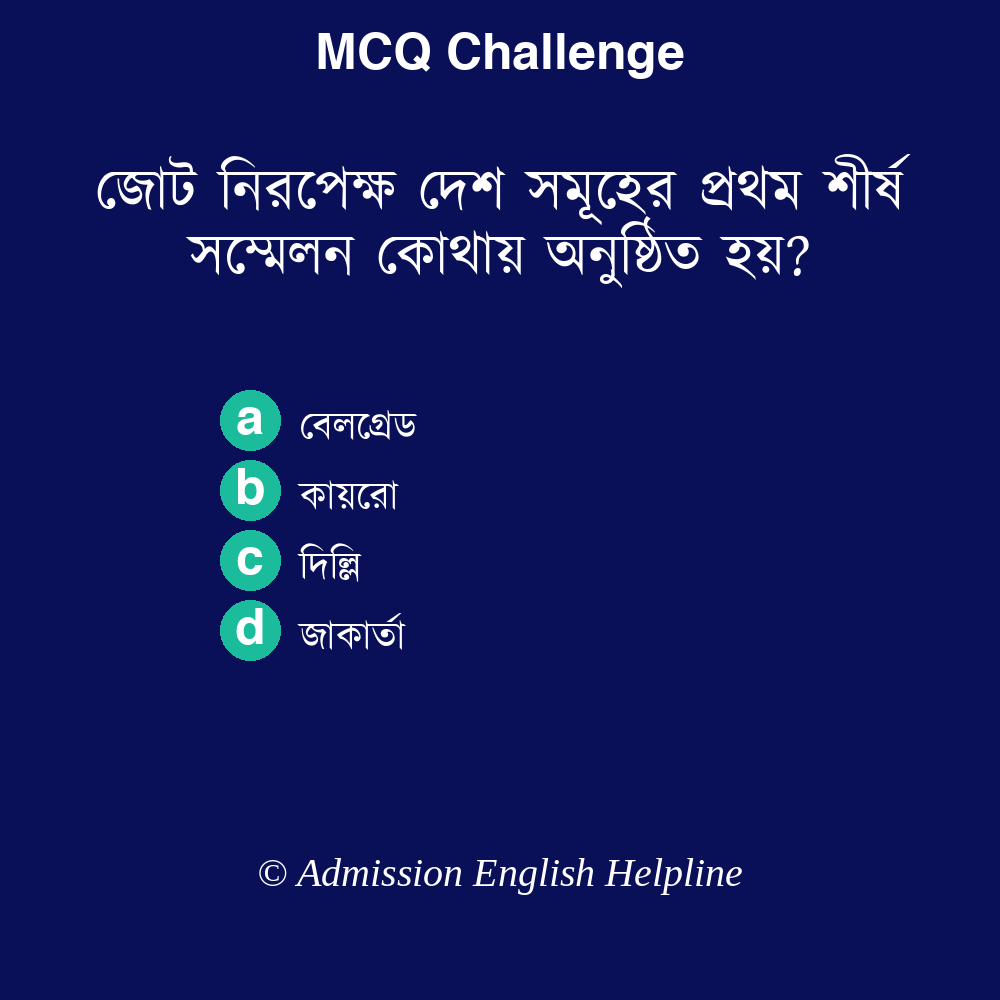 MCQ Challenge
জোট নিরপেক্ষ দেশ সমূহের প্রথম শীর্ষ
সম্মেলন কোথায় অনুষ্ঠিত হয়?
a বেলগ্রেড
b কায়রো
c দিল্লি
d জাকার্তা
© Admission English Helpline